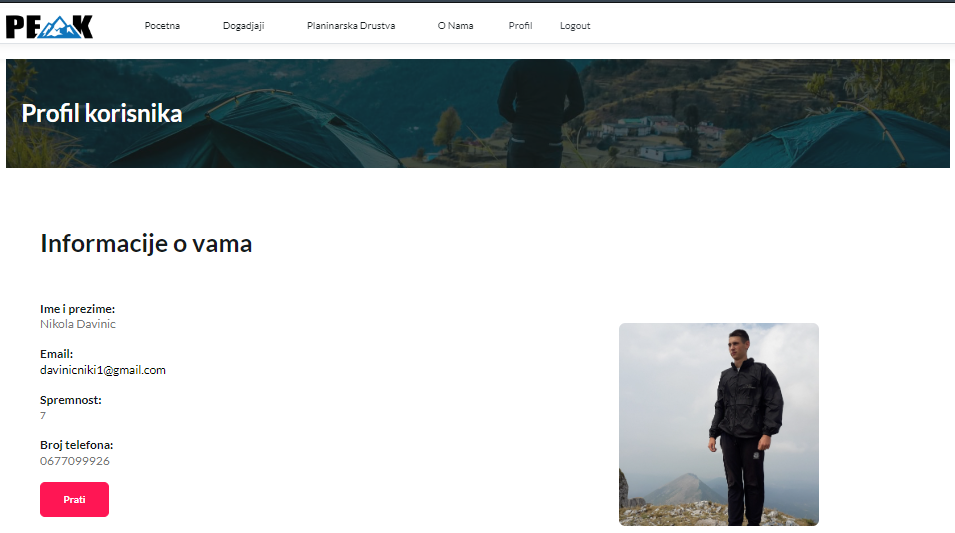 PEAK
Pocetna Dogadjaji Planinarska Drustva O Nama Profil Logout
Profil korisnika
Informacije o vama
Ime i prezime:
Nikola Davinic
Email:
davinicniki1@gmail.com
Spremnost:
7
Broj telefona:
0677099926
Prati